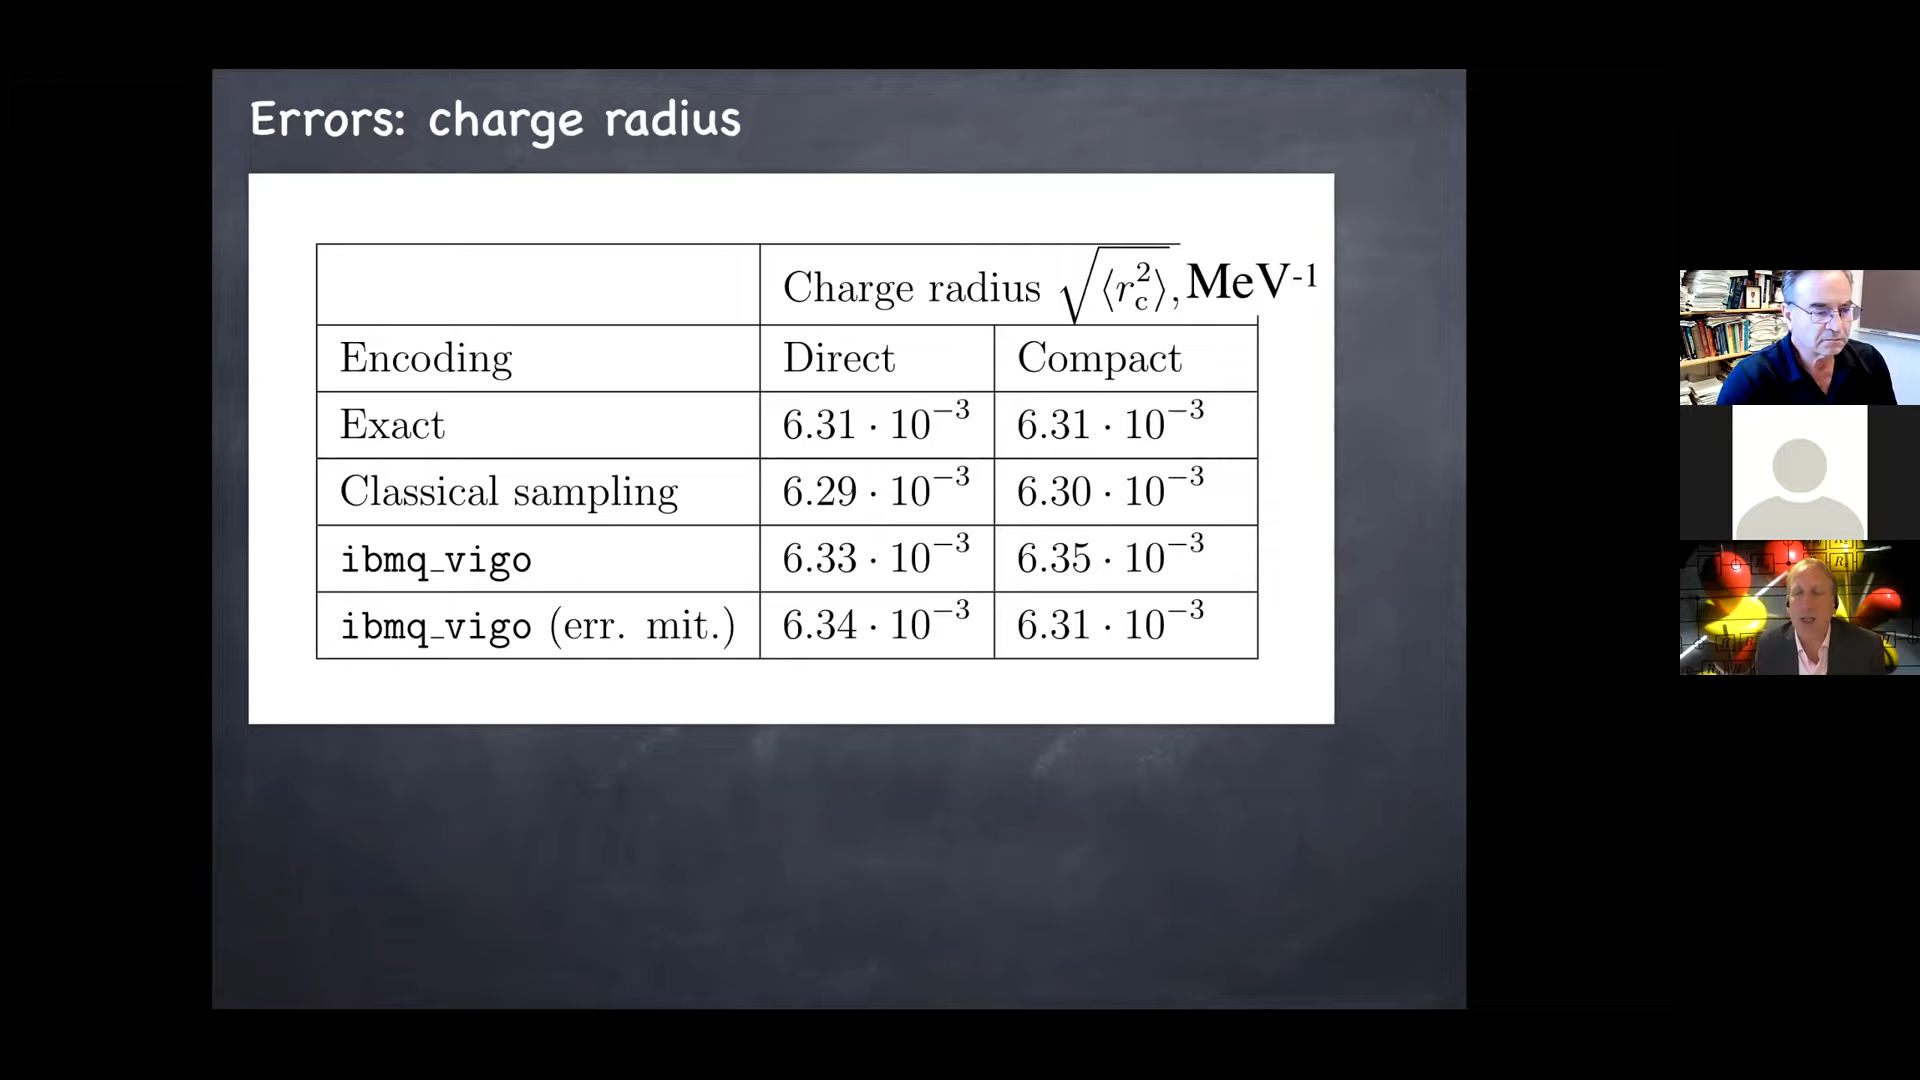 Errors: charge radius
Charge radius √⟨r_c^2⟩, MeV^-1
Encoding Direct Compact
Exact 6.31 · 10^−3 6.31 · 10^−3
Classical sampling 6.29 · 10^−3 6.30 · 10^−3
ibmq_vigo 6.33 · 10^−3 6.35 · 10^−3
ibmq_vigo (err. mit.) 6.34 · 10^−3 6.31 · 10^−3